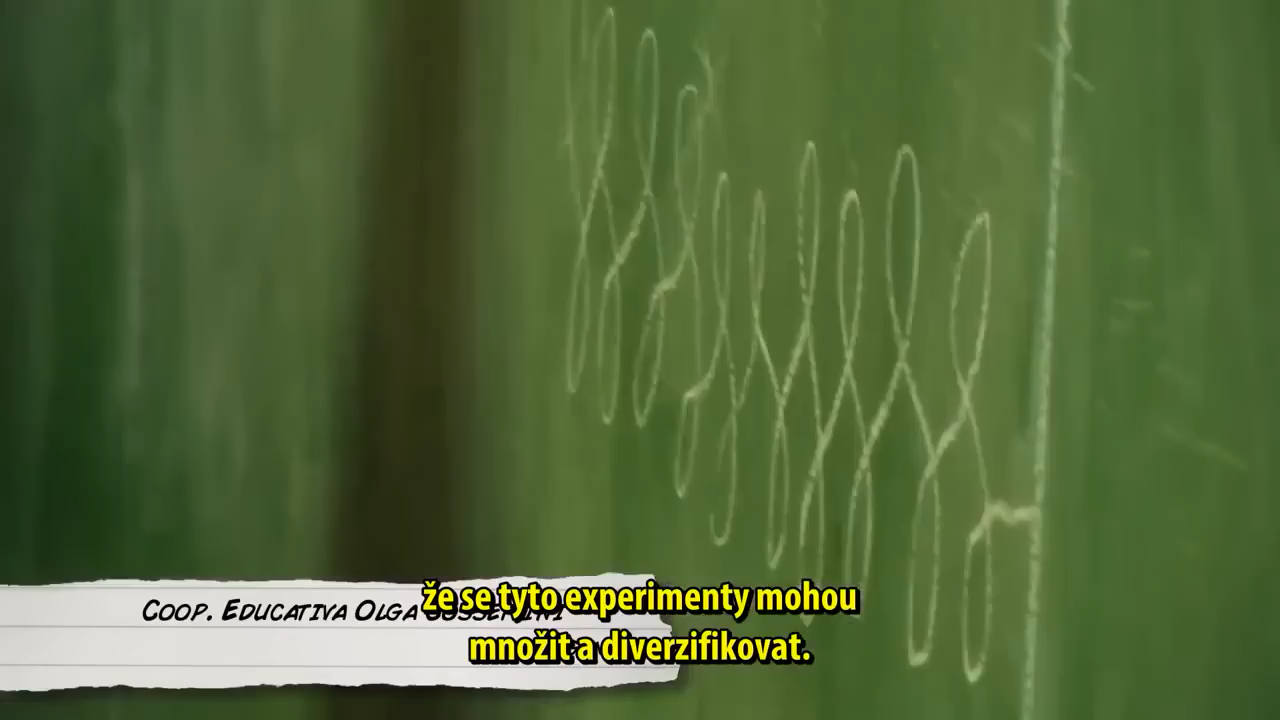 COOP. EDUCATIVA OLGA
že se tyto experimenty mohou
množit a diverzifikovat.